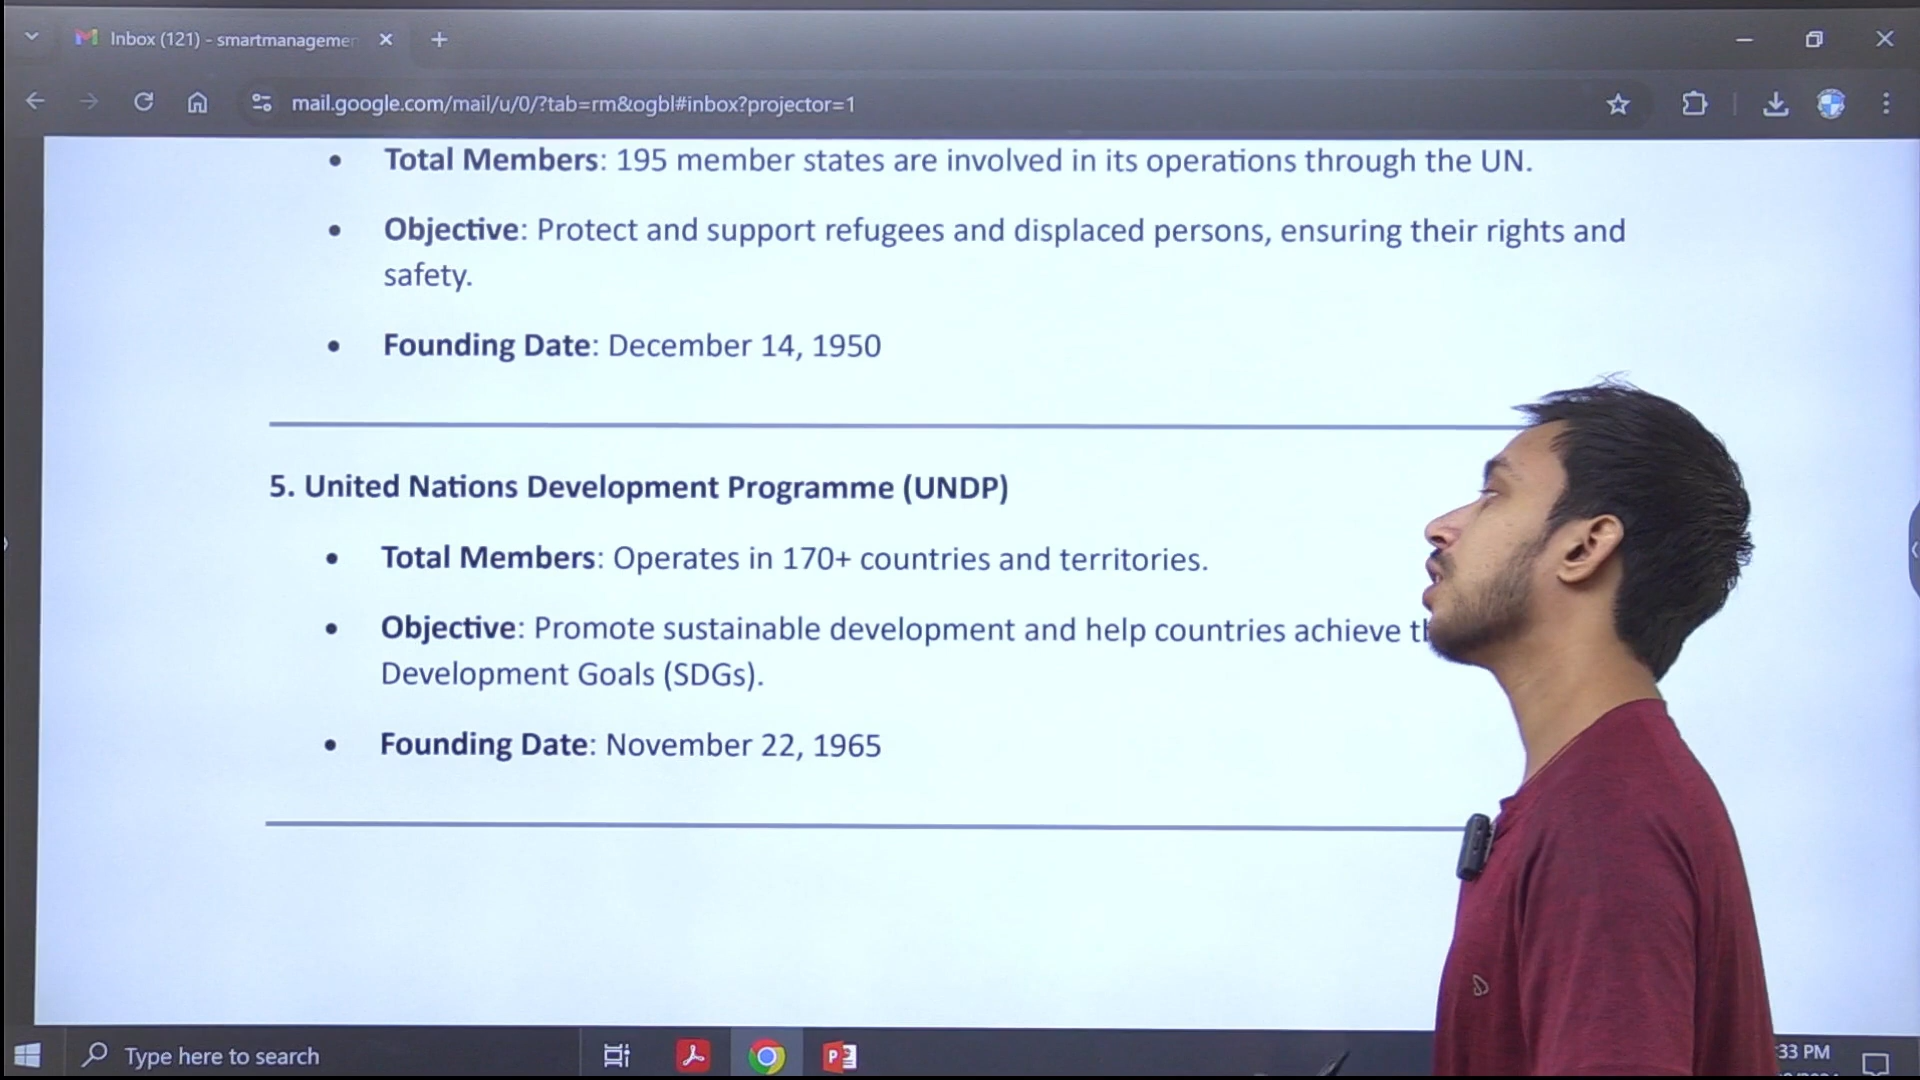 Inbox (121) - smartmanagemen
mail.google.com/mail/u/0/?tab=rm&ogbl#inbox?projector=1
• Total Members: 195 member states are involved in its operations through the UN.
• Objective: Protect and support refugees and displaced persons, ensuring their rights and
safety.
• Founding Date: December 14, 1950
5. United Nations Development Programme (UNDP)
• Total Members: Operates in 170+ countries and territories.
• Objective: Promote sustainable development and help countries achieve
Development Goals (SDGs).
• Founding Date: November 22, 1965
Type here to search
:33 PM